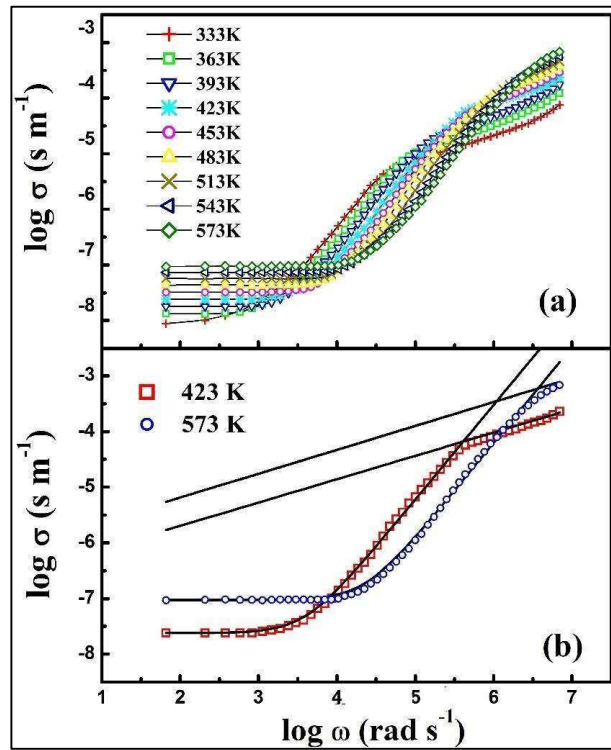 -3
-4
-5
-6
-7
-8
log σ (s m⁻¹)
333K
363K
393K
423K
453K
483K
513K
543K
573K
(a)
-3
-4
-5
-6
-7
-8
log σ (s m⁻¹)
423 K
573 K
(b)
1 2 3 4 5 6 7
log ω (rad s⁻¹)